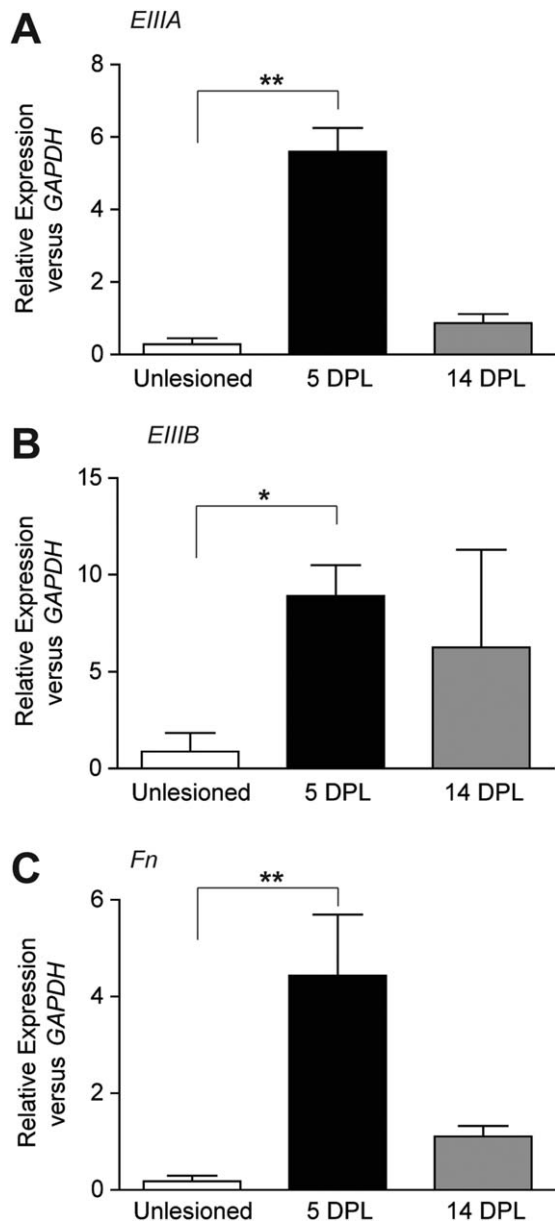 A
EIIIA
Relative Expression
versus GAPDH
8
6
4
2
0
**
Unlesioned 5 DPL 14 DPL
B
EIIIB
Relative Expression
versus GAPDH
15
10
5
0
*
Unlesioned 5 DPL 14 DPL
C
Fn
Relative Expression
versus GAPDH
6
4
2
0
**
Unlesioned 5 DPL 14 DPL